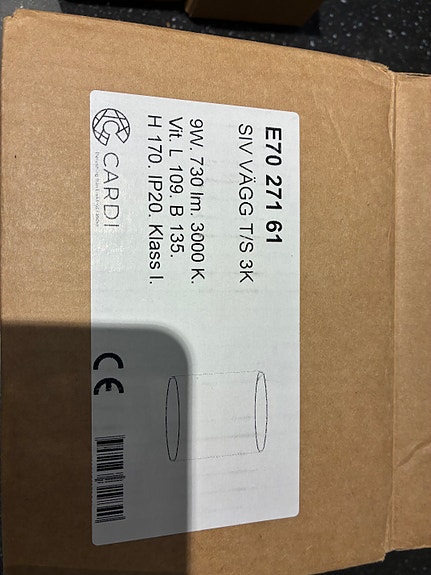 E70 271 61
SIV VÄGG T/S 3K
9W. 730 lm. 3000 K.
Vit. L 109. B 135.
H 170. IP20. Klass I.
CARDI
CE